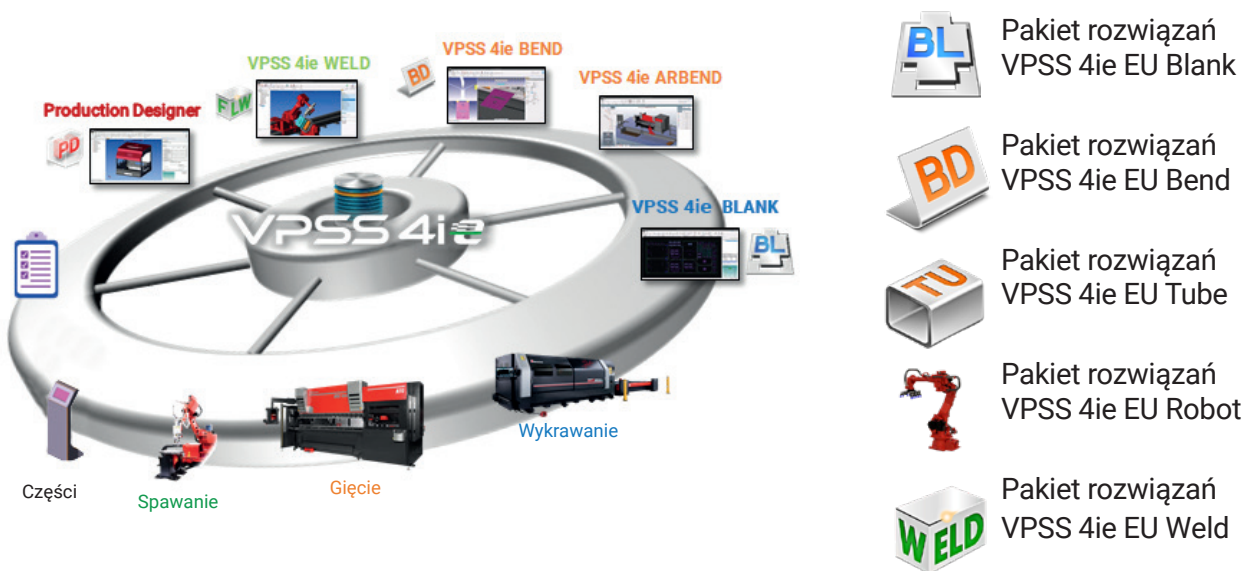 VPSS 4ie BEND
VPSS 4ie WELD
BD
VPSS 4ie ARBEND
Production Designer
FLW
PD
VPSS 4ie
VPSS 4ie BLANK
BL
Części
Spawanie
Gięcie
Wykrawanie
BL
Pakiet rozwiązań
VPSS 4ie EU Blank
BD
Pakiet rozwiązań
VPSS 4ie EU Bend
TU
Pakiet rozwiązań
VPSS 4ie EU Tube
Pakiet rozwiązań
VPSS 4ie EU Robot
WELD
Pakiet rozwiązań
VPSS 4ie EU Weld